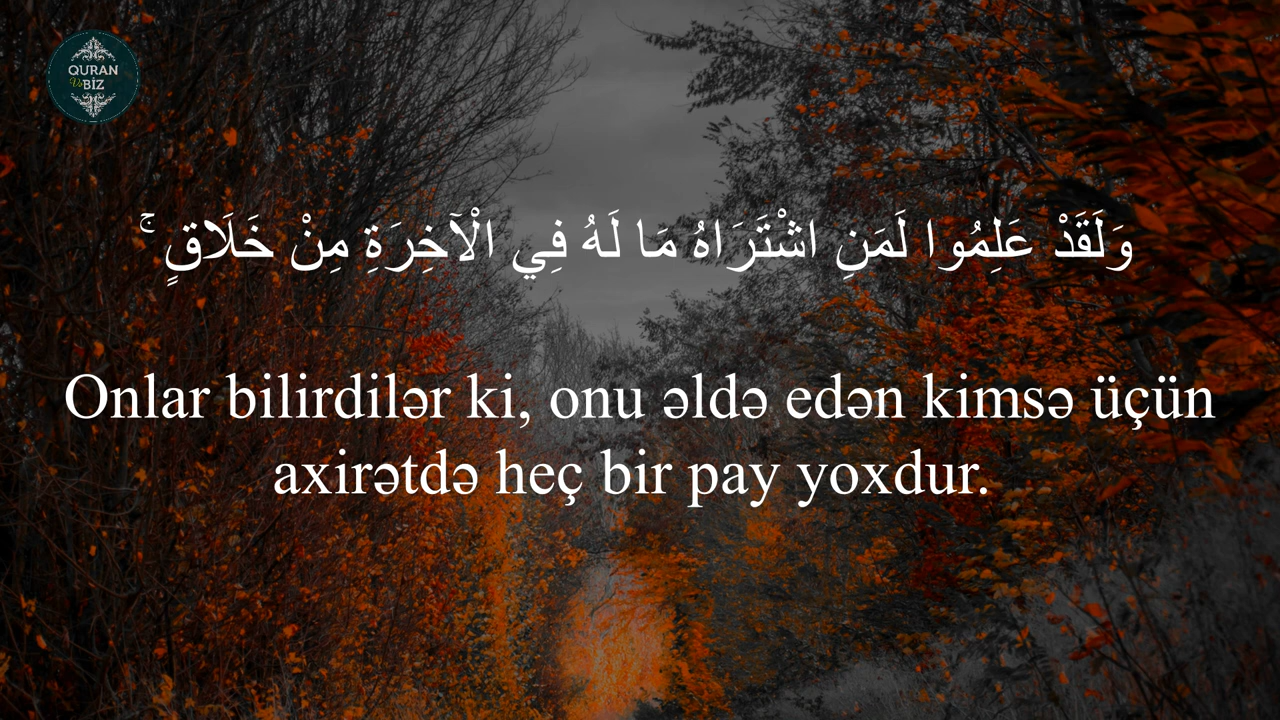 QURAN
Və BİZ
وَلَقَدْ عَلِمُوا لَمَنِ اشْتَرَاهُ مَا لَهُ فِي الْآخِرَةِ مِنْ خَلَاقٍ ۚ
Onlar bilirdilər ki, onu əldə edən kimsə üçün
axirətdə heç bir pay yoxdur.